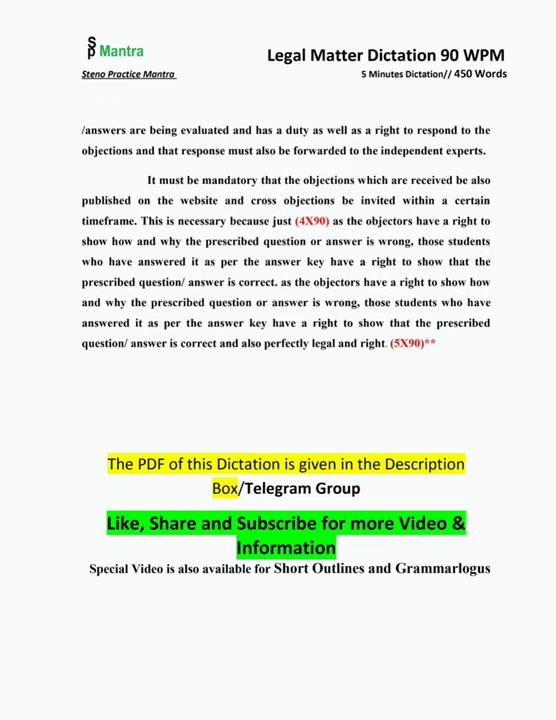 Sp Mantra
Legal Matter Dictation 90 WPM
Steno Practice Mantra
5 Minutes Dictation// 450 Words
/answers are being evaluated and has a duty as well as a right to respond to the
objections and that response must also be forwarded to the independent experts.
It must be mandatory that the objections which are received be also
published on the website and cross objections be invited within a certain
timeframe. This is necessary because just (4X90) as the objectors have a right to
show how and why the prescribed question or answer is wrong, those students
who have answered it as per the answer key have a right to show that the
prescribed question/ answer is correct. as the objectors have a right to show how
and why the prescribed question or answer is wrong, those students who have
answered it as per the answer key have a right to show that the prescribed
question/ answer is correct and also perfectly legal and right. (5X90)**
The PDF of this Dictation is given in the Description
Box/Telegram Group
Like, Share and Subscribe for more Video &
Information
Special Video is also available for Short Outlines and Grammarlogus